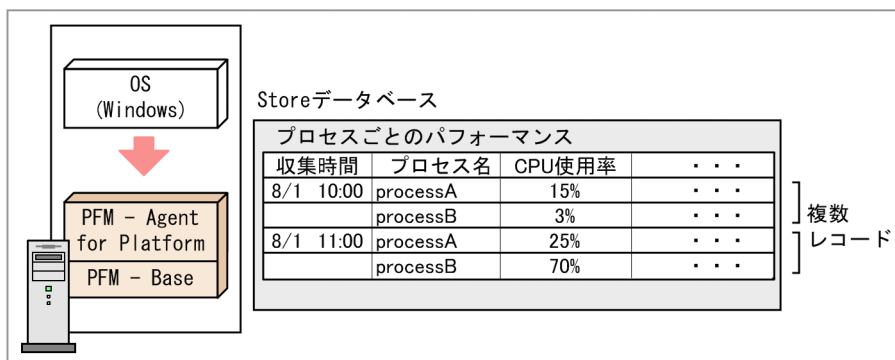 OS
(Windows)
PFM - Agent
for Platform
PFM - Base
Storeデータベース
プロセスごとのパフォーマンス
収集時間 プロセス名 CPU使用率 ・・・
8/1 10:00 processA 15% ・・・
processB 3% ・・・
8/1 11:00 processA 25% ・・・
processB 70% ・・・
複数
レコード